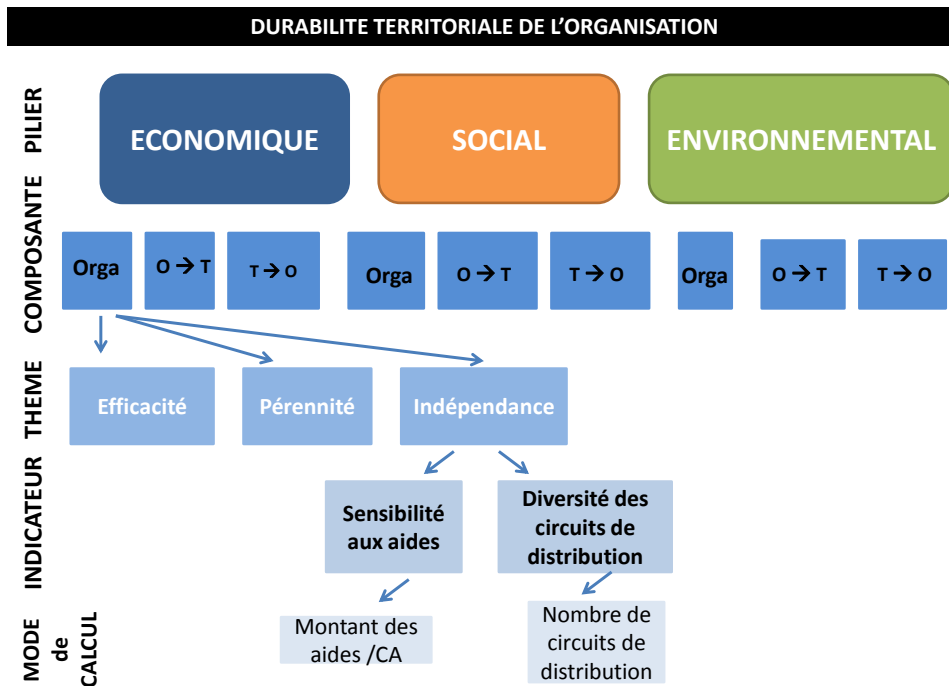 DURABILITE TERRITORIALE DE L'ORGANISATION
PILIER
ECONOMIQUE
SOCIAL
ENVIRONNEMENTAL
COMPOSANTE
Orga
O → T
T → O
Orga
O → T
T → O
Orga
O → T
T → O
THEME
Efficacité
Pérennité
Indépendance
INDICATEUR
Sensibilité
aux aides
Diversité des
circuits de
distribution
MODE
de
CALCUL
Montant des
aides /CA
Nombre de
circuits de
distribution